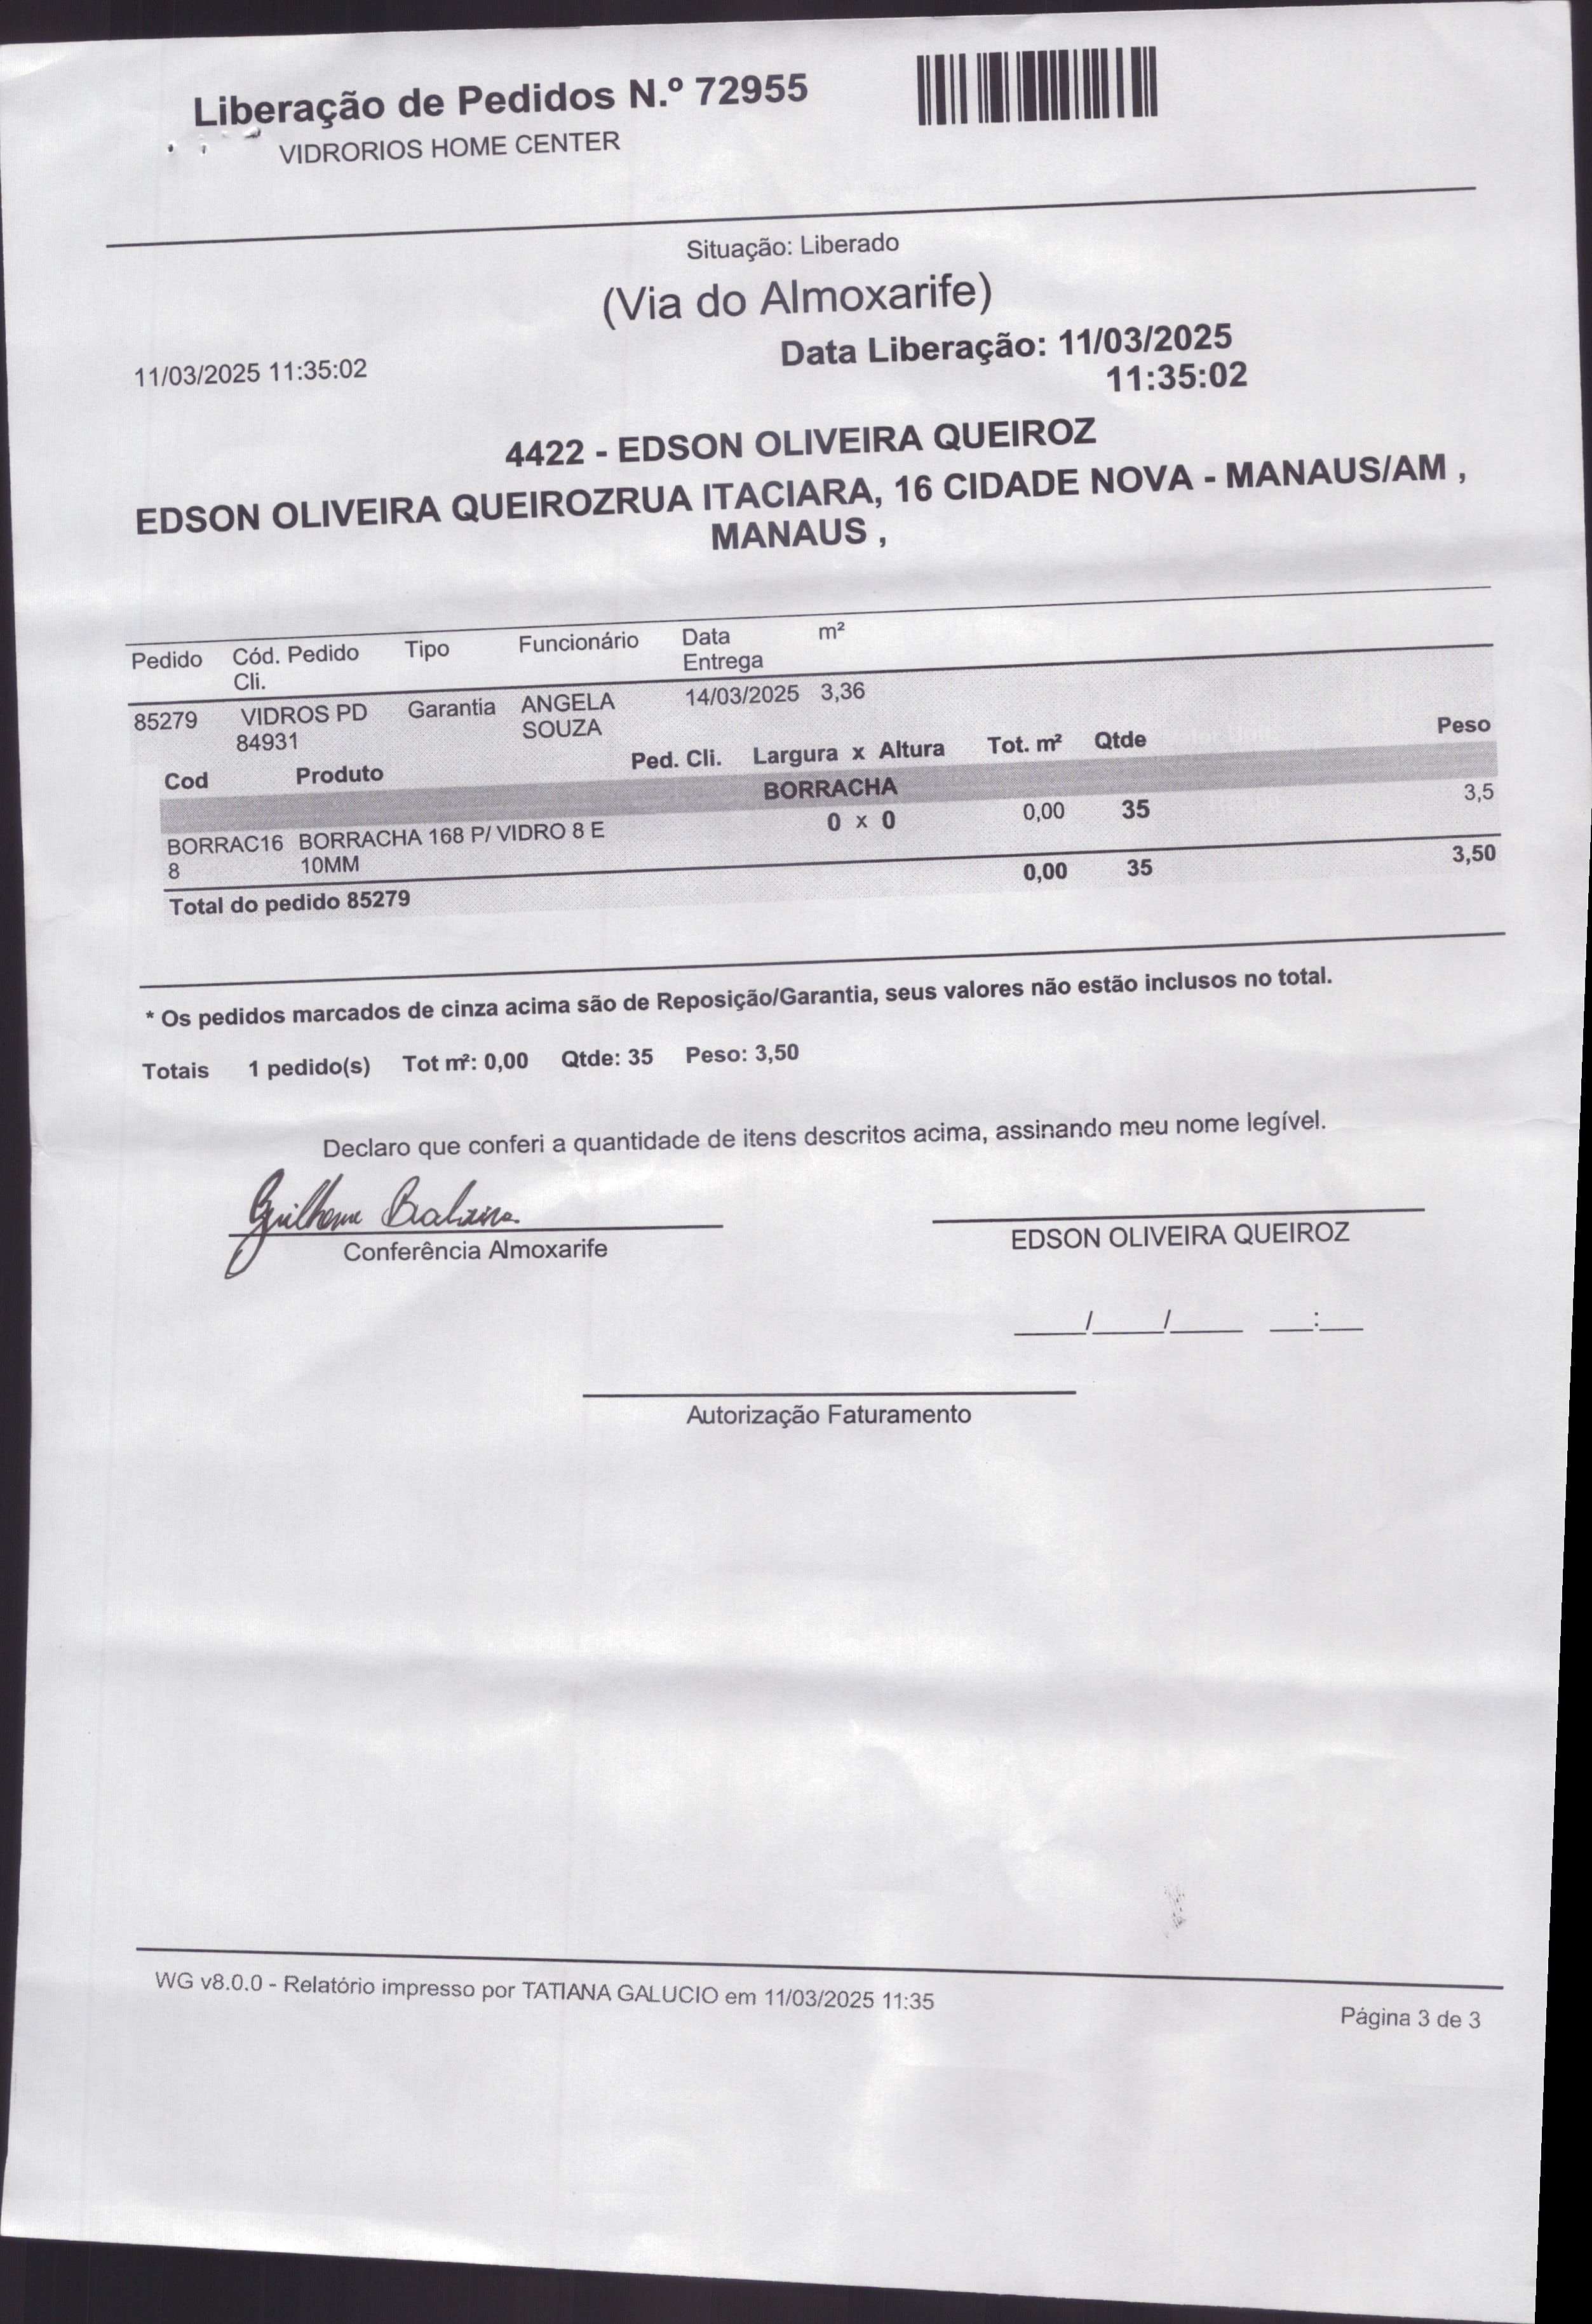 Liberação de Pedidos N.º 72955
VIDRORIOS HOME CENTER
Situação: Liberado
(Via do Almoxarife)
11/03/2025 11:35:02
Data Liberação: 11/03/2025
11:35:02
4422 - EDSON OLIVEIRA QUEIROZ
EDSON OLIVEIRA QUEIROZRUA ITACIARA, 16 CIDADE NOVA - MANAUS/AM ,
MANAUS ,
Pedido Cód. Pedido Tipo Funcionário Data m²
Cli. Entrega
85279 VIDROS PD Garantia ANGELA 14/03/2025 3,36
84931 SOUZA
Cod Produto Ped. Cli. Largura x Altura Tot. m² Qtde Peso
BORRACHA
BORRAC16 BORRACHA 168 P/ VIDRO 8 E 0 x 0 0,00 35 3,5
8 10MM
Total do pedido 85279 0,00 35 3,50
* Os pedidos marcados de cinza acima são de Reposição/Garantia, seus valores não estão inclusos no total.
Totais 1 pedido(s) Tot m²: 0,00 Qtde: 35 Peso: 3,50
Declaro que conferi a quantidade de itens descritos acima, assinando meu nome legível.
Guilherme
Conferência Almoxarife
EDSON OLIVEIRA QUEIROZ
____/____/____ __:__
Autorização Faturamento
WG v8.0.0 - Relatório impresso por TATIANA GALUCIO em 11/03/2025 11:35
Página 3 de 3